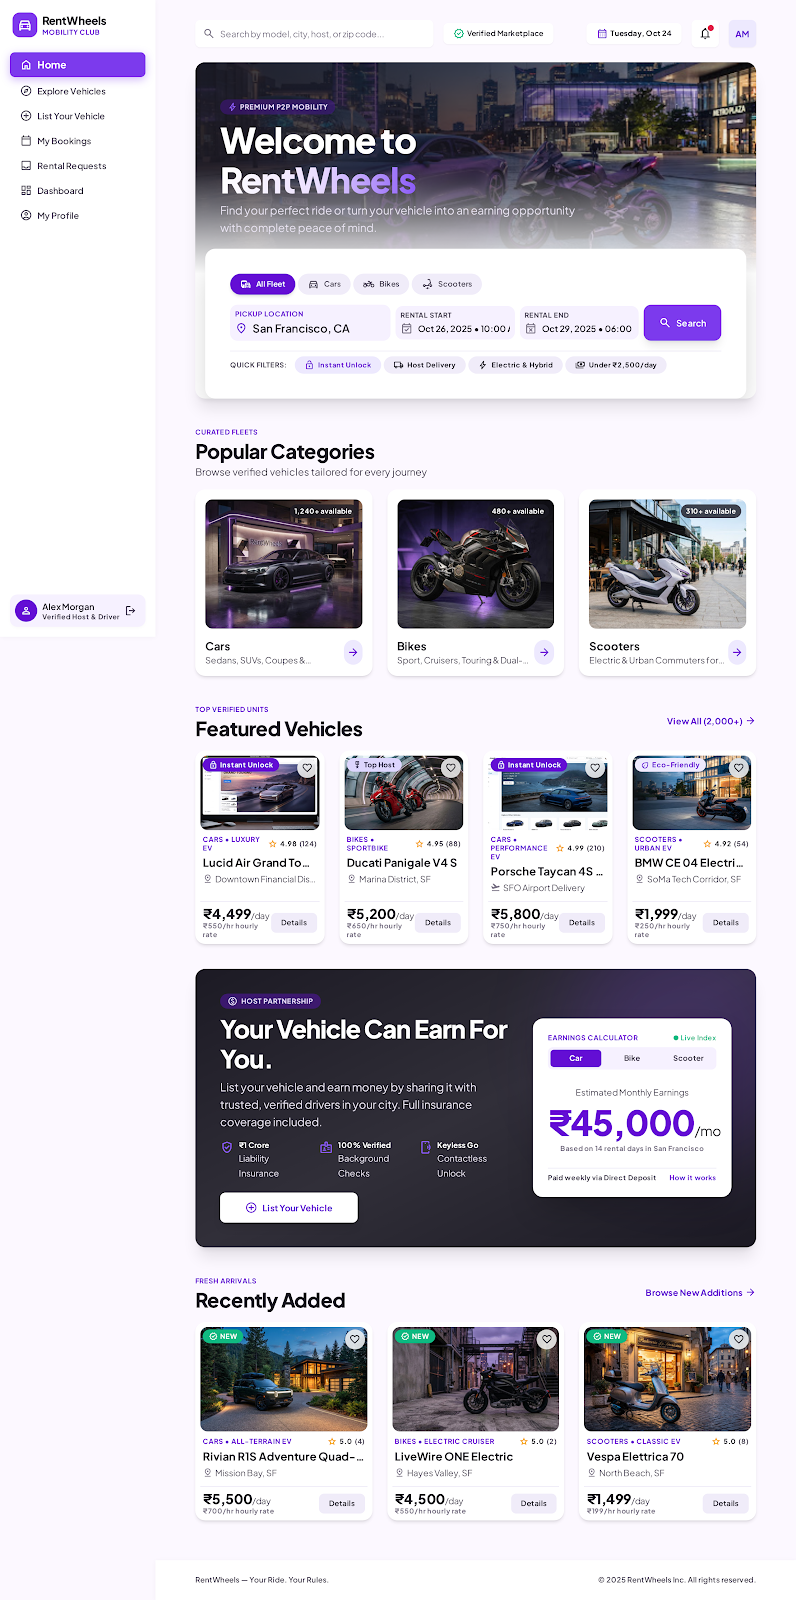 RentWheels
MOBILITY CLUB
Home
Explore Vehicles
List Your Vehicle
My Bookings
Rental Requests
Dashboard
My Profile
Alex Morgan
Verified Host & Driver
Search by model, city, host, or zip code...
Verified Marketplace
Tuesday, Oct 24
AM
PREMIUM P2P MOBILITY
Welcome to
RentWheels
Find your perfect ride or turn your vehicle into an earning opportunity
with complete peace of mind.
All Fleet
Cars
Bikes
Scooters
PICKUP LOCATION
San Francisco, CA
RENTAL START
Oct 26, 2025 • 10:00 A
RENTAL END
Oct 29, 2025 • 06:00
Search
QUICK FILTERS:
Instant Unlock
Host Delivery
Electric & Hybrid
Under ₹2,500/day
CURATED FLEETS
Popular Categories
Browse verified vehicles tailored for every journey
1,240+ available
Cars
Sedans, SUVs, Coupes &...
480+ available
Bikes
Sport, Cruisers, Touring & Dual-...
310+ available
Scooters
Electric & Urban Commuters for...
TOP VERIFIED UNITS
Featured Vehicles
View All (2,000+)
Instant Unlock
CARS • LUXURY
EV
4.98 (124)
Lucid Air Grand To...
Downtown Financial Dis...
₹4,499/day
₹550/hr hourly
rate
Details
Top Host
BIKES •
SPORTBIKE
4.95 (88)
Ducati Panigale V4 S
Marina District, SF
₹5,200/day
₹650/hr hourly
rate
Details
Instant Unlock
CARS •
PERFORMANCE
EV
4.99 (210)
Porsche Taycan 4S ...
SFO Airport Delivery
₹5,800/day
₹750/hr hourly
rate
Details
Eco-Friendly
SCOOTERS •
URBAN EV
4.92 (54)
BMW CE 04 Electri...
SoMa Tech Corridor, SF
₹1,999/day
₹250/hr hourly
rate
Details
HOST PARTNERSHIP
Your Vehicle Can Earn For
You.
List your vehicle and earn money by sharing it with
trusted, verified drivers in your city. Full insurance
coverage included.
₹1 Crore
Liability
Insurance
100% Verified
Background
Checks
Keyless Go
Contactless
Unlock
List Your Vehicle
EARNINGS CALCULATOR
Live Index
Car
Bike
Scooter
Estimated Monthly Earnings
₹45,000/mo
Based on 14 rental days in San Francisco
Paid weekly via Direct Deposit
How it works
FRESH ARRIVALS
Recently Added
Browse New Additions
NEW
CARS • ALL-TERRAIN EV
5.0 (4)
Rivian R1S Adventure Quad-...
Mission Bay, SF
₹5,500/day
₹700/hr hourly rate
Details
NEW
BIKES • ELECTRIC CRUISER
5.0 (2)
LiveWire ONE Electric
Hayes Valley, SF
₹4,500/day
₹550/hr hourly rate
Details
NEW
SCOOTERS • CLASSIC EV
5.0 (8)
Vespa Elettrica 70
North Beach, SF
₹1,499/day
₹199/hr hourly rate
Details
RentWheels — Your Ride. Your Rules.
© 2025 RentWheels Inc. All rights reserved.